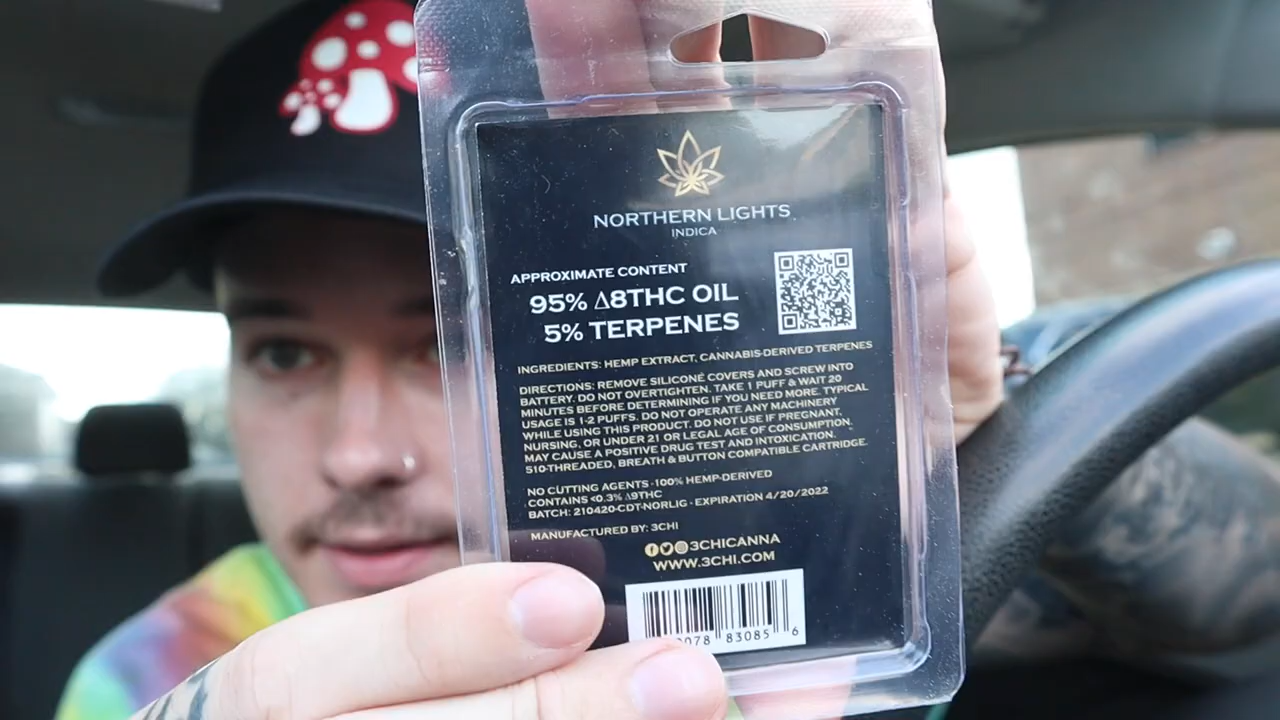 NORTHERN LIGHTS
INDICA
APPROXIMATE CONTENT
95% Δ8THC OIL
5% TERPENES
INGREDIENTS: HEMP EXTRACT, CANNABIS-DERIVED TERPENES
DIRECTIONS: REMOVE SILICONE COVERS AND SCREW INTO
BATTERY. DO NOT OVERTIGHTEN. TAKE 1 PUFF & WAIT 20
MINUTES BEFORE DETERMINING IF YOU NEED MORE. TYPICAL
USAGE IS 1-2 PUFFS. DO NOT OPERATE ANY MACHINERY
WHILE USING THIS PRODUCT. DO NOT USE IF PREGNANT,
NURSING, OR UNDER 21 OR LEGAL AGE OF CONSUMPTION.
MAY CAUSE A POSITIVE DRUG TEST AND INTOXICATION.
510-THREADED, BREATH & BUTTON COMPATIBLE CARTRIDGE.
NO CUTTING AGENTS - 100% HEMP-DERIVED
CONTAINS <0.3% Δ9THC
BATCH: 210420-CDT-NORLIG - EXPIRATION 4/20/2022
MANUFACTURED BY: 3CHI
3CHICANNA
WWW.3CHI.COM
078 83085 6